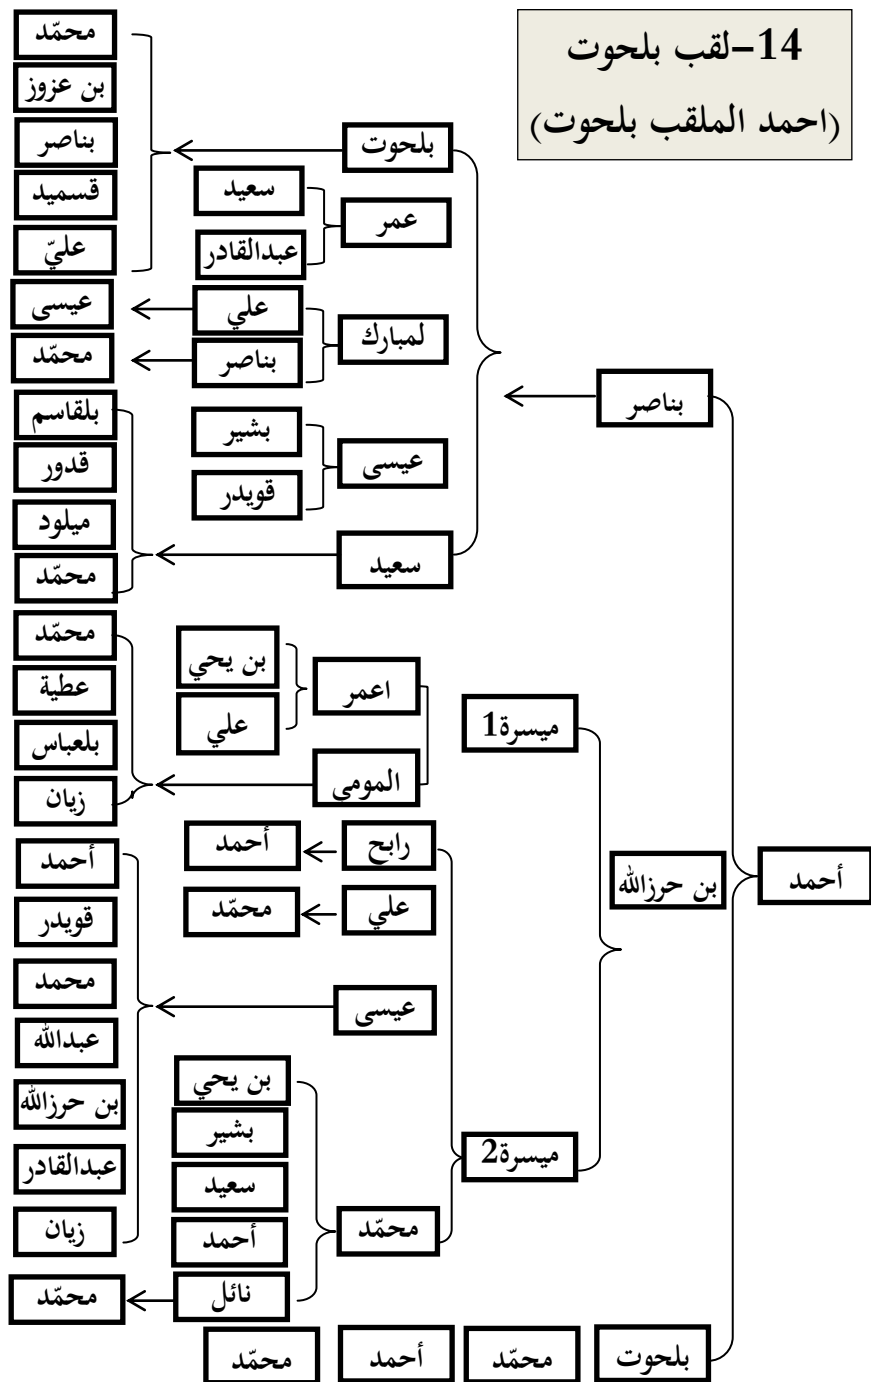 14-لقب بلحوت
(احمد الملقب بلحوت)
أحمد
بناصر
بلحوت
محمّد
بن عزوز
بناصر
قسميد
عليّ
عمر
سعيد
عبدالقادر
لمبارك
علي
عيسى
بناصر
محمّد
عيسى
بشير
قويدر
سعيد
بلقاسم
قدور
ميلود
محمّد
بن حرزالله
ميسرة1
اعمر
بن يحي
علي
المومي
محمّد
عطية
بلعباس
زيان
ميسرة2
رابح
أحمد
علي
محمّد
عيسى
أحمد
قويدر
محمد
عبدالله
بن حرزالله
عبدالقادر
زيان
محمّد
بن يحي
بشير
سعيد
أحمد
نائل
محمّد
بلحوت
محمّد
أحمد
محمّد